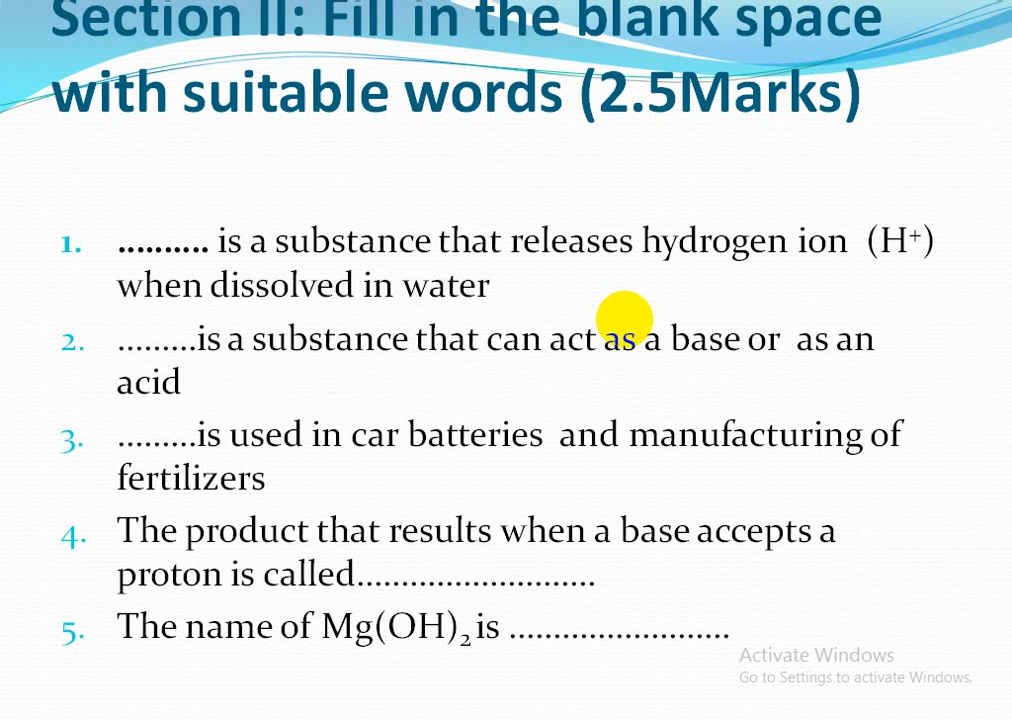 Section II: Fill in the blank space
with suitable words (2.5Marks)
1. .......... is a substance that releases hydrogen ion (H⁺)
when dissolved in water
2. .........is a substance that can act as a base or as an
acid
3. .........is used in car batteries and manufacturing of
fertilizers
4. The product that results when a base accepts a
proton is called...........................
5. The name of Mg(OH)₂ is .........................
Activate Windows
Go to Settings to activate Windows.